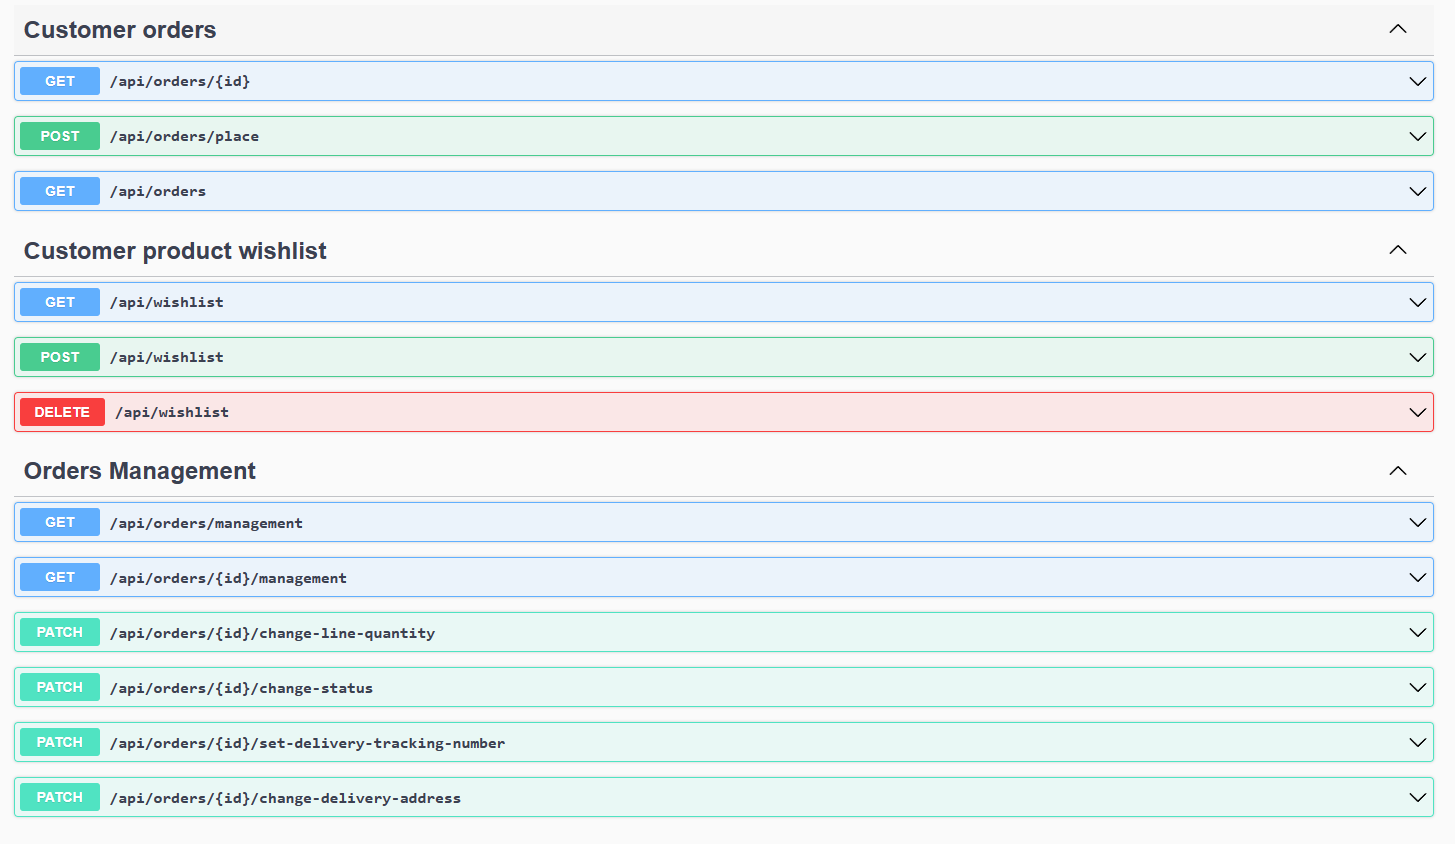 Customer orders
GET /api/orders/{id}
POST /api/orders/place
GET /api/orders
Customer product wishlist
GET /api/wishlist
POST /api/wishlist
DELETE /api/wishlist
Orders Management
GET /api/orders/management
GET /api/orders/{id}/management
PATCH /api/orders/{id}/change-line-quantity
PATCH /api/orders/{id}/change-status
PATCH /api/orders/{id}/set-delivery-tracking-number
PATCH /api/orders/{id}/change-delivery-address